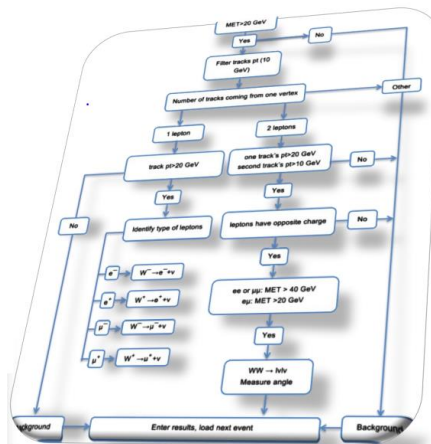 MET>20 GeV
Yes
No
Filter tracks pt (10
GeV)
Number of tracks coming from one vertex
Other
1 lepton
2 leptons
track pt>20 GeV
one track's pt>20 GeV
second track's pt>10 GeV
No
Yes
Yes
No
Identify type of leptons
leptons have opposite charge
No
Yes
e⁻
W⁻→e⁻+ν
e⁺
W⁺→e⁺+ν
μ⁻
W⁻→μ⁻+ν
μ⁺
W⁺→μ⁺+ν
ee or μμ: MET > 40 GeV
eμ: MET >20 GeV
Yes
WW → lνlν
Measure angle
Enter results, load next event